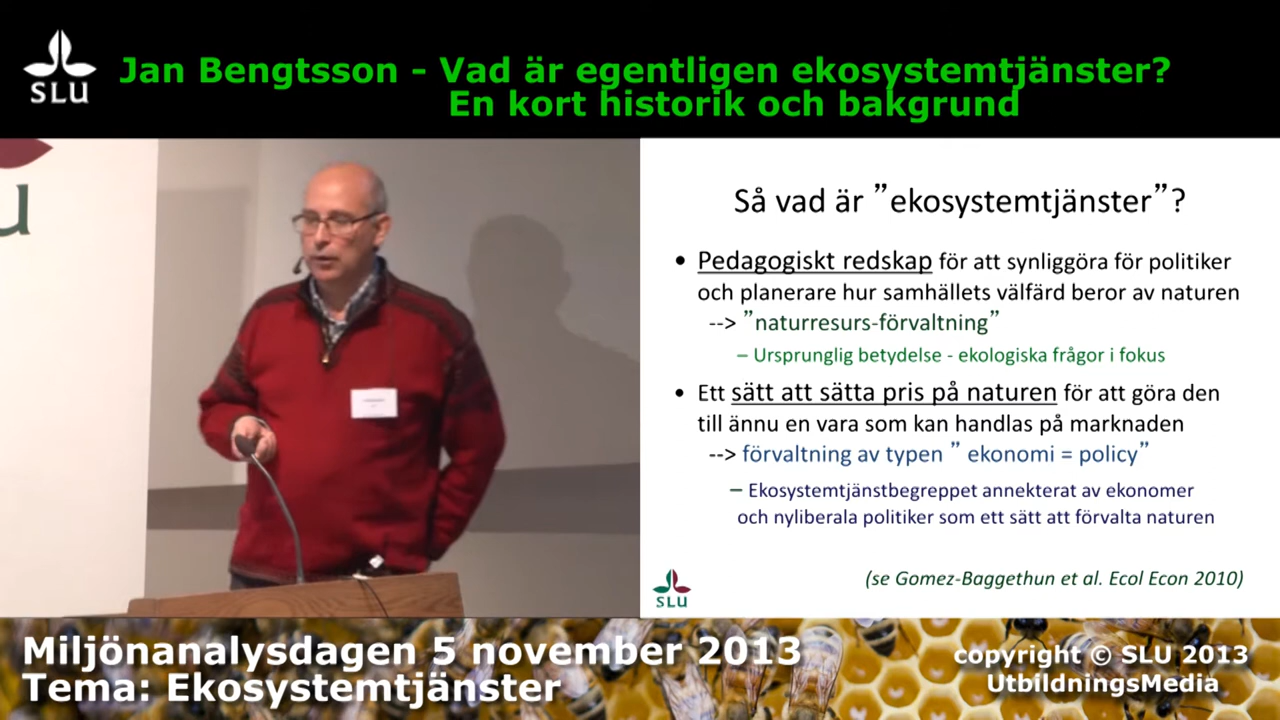 SLU
Jan Bengtsson - Vad är egentligen ekosystemtjänster?
En kort historik och bakgrund
u
Så vad är ”ekosystemtjänster”?
• Pedagogiskt redskap för att synliggöra för politiker
och planerare hur samhällets välfärd beror av naturen
--> ”naturresurs-förvaltning”
– Ursprunglig betydelse - ekologiska frågor i fokus
• Ett sätt att sätta pris på naturen för att göra den
till ännu en vara som kan handlas på marknaden
--> förvaltning av typen ” ekonomi = policy”
– Ekosystemtjänstbegreppet annekterat av ekonomer
och nyliberala politiker som ett sätt att förvalta naturen
(se Gomez-Baggethun et al. Ecol Econ 2010)
SLU
Miljönanalysdagen 5 november 2013
Tema: Ekosystemtjänster
copyright © SLU 2013
UtbildningsMedia